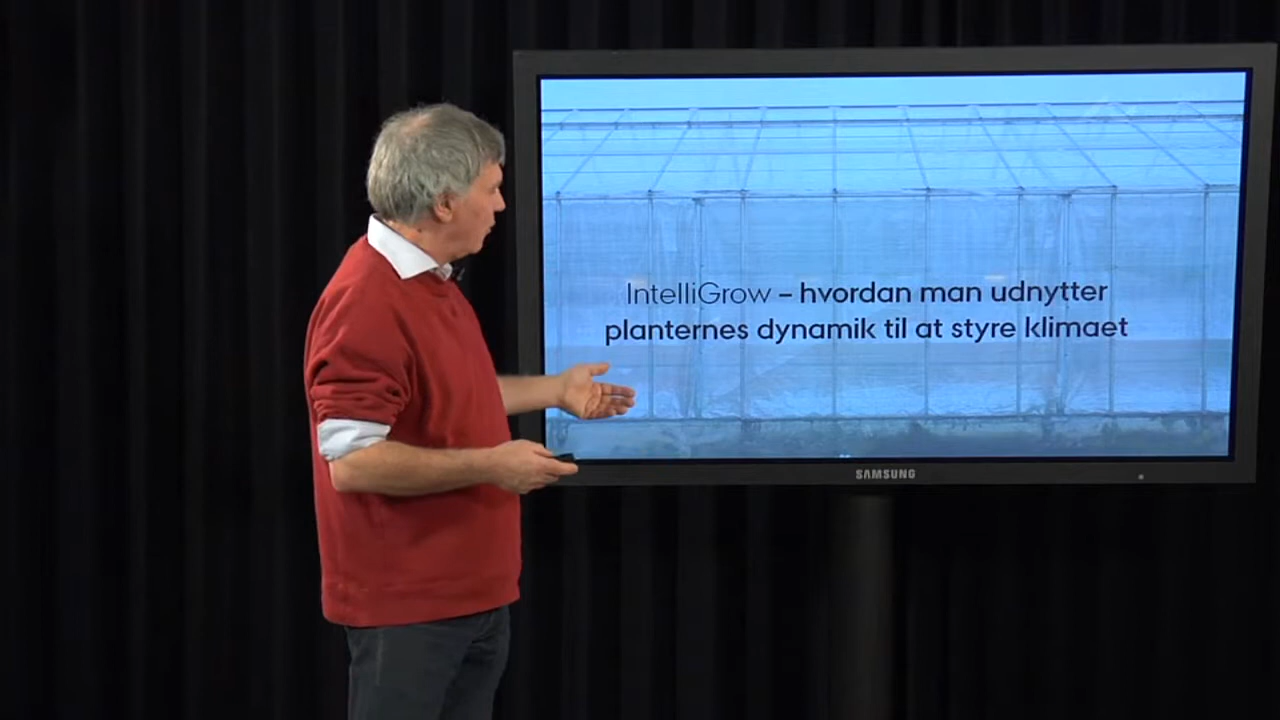 IntelliGrow – hvordan man udnytter
planternes dynamik til at styre klimaet
SAMSUNG